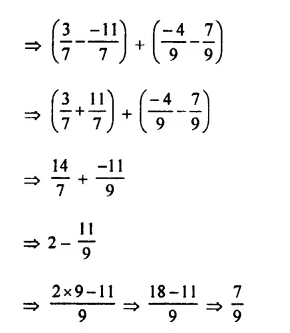 ⇒ (3/7 − −11/7) + (−4/9 − 7/9)
⇒ (3/7 + 11/7) + (−4/9 − 7/9)
⇒ 14/7 + −11/9
⇒ 2 − 11/9
⇒ 2×9−11/9 ⇒ 18−11/9 ⇒ 7/9